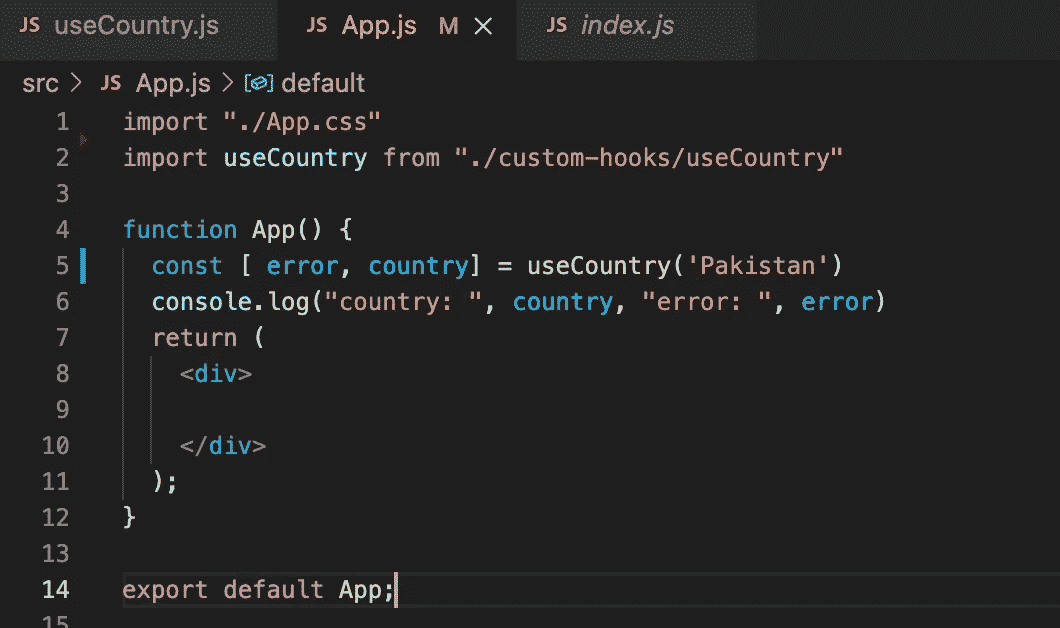 JS useCountry.js JS App.js M × JS index.js
src > JS App.js > default
1 import "./App.css"
2 import useCountry from "./custom-hooks/useCountry"
3
4 function App() {
5 const [ error, country] = useCountry('Pakistan')
6 console.log("country: ", country, "error: ", error)
7 return (
8 <div>
9
10 </div>
11 );
12 }
13
14 export default App;
15